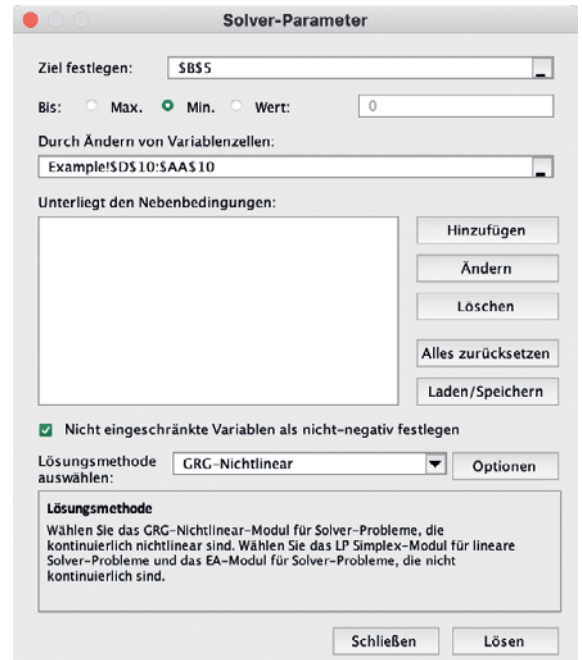 Solver-Parameter
Ziel festlegen: $B$5
Bis: Max. Min. Wert: 0
Durch Ändern von Variablenzellen:
Example!$D$10:$AA$10
Unterliegt den Nebenbedingungen:
Hinzufügen
Ändern
Löschen
Alles zurücksetzen
Laden/Speichern
Nicht eingeschränkte Variablen als nicht-negativ festlegen
Lösungsmethode
auswählen:
GRG-Nichtlinear
Optionen
Lösungsmethode
Wählen Sie das GRG-Nichtlinear-Modul für Solver-Probleme, die
kontinuierlich nichtlinear sind. Wählen Sie das LP Simplex-Modul für lineare
Solver-Probleme und das EA-Modul für Solver-Probleme, die nicht
kontinuierlich sind.
Schließen
Lösen